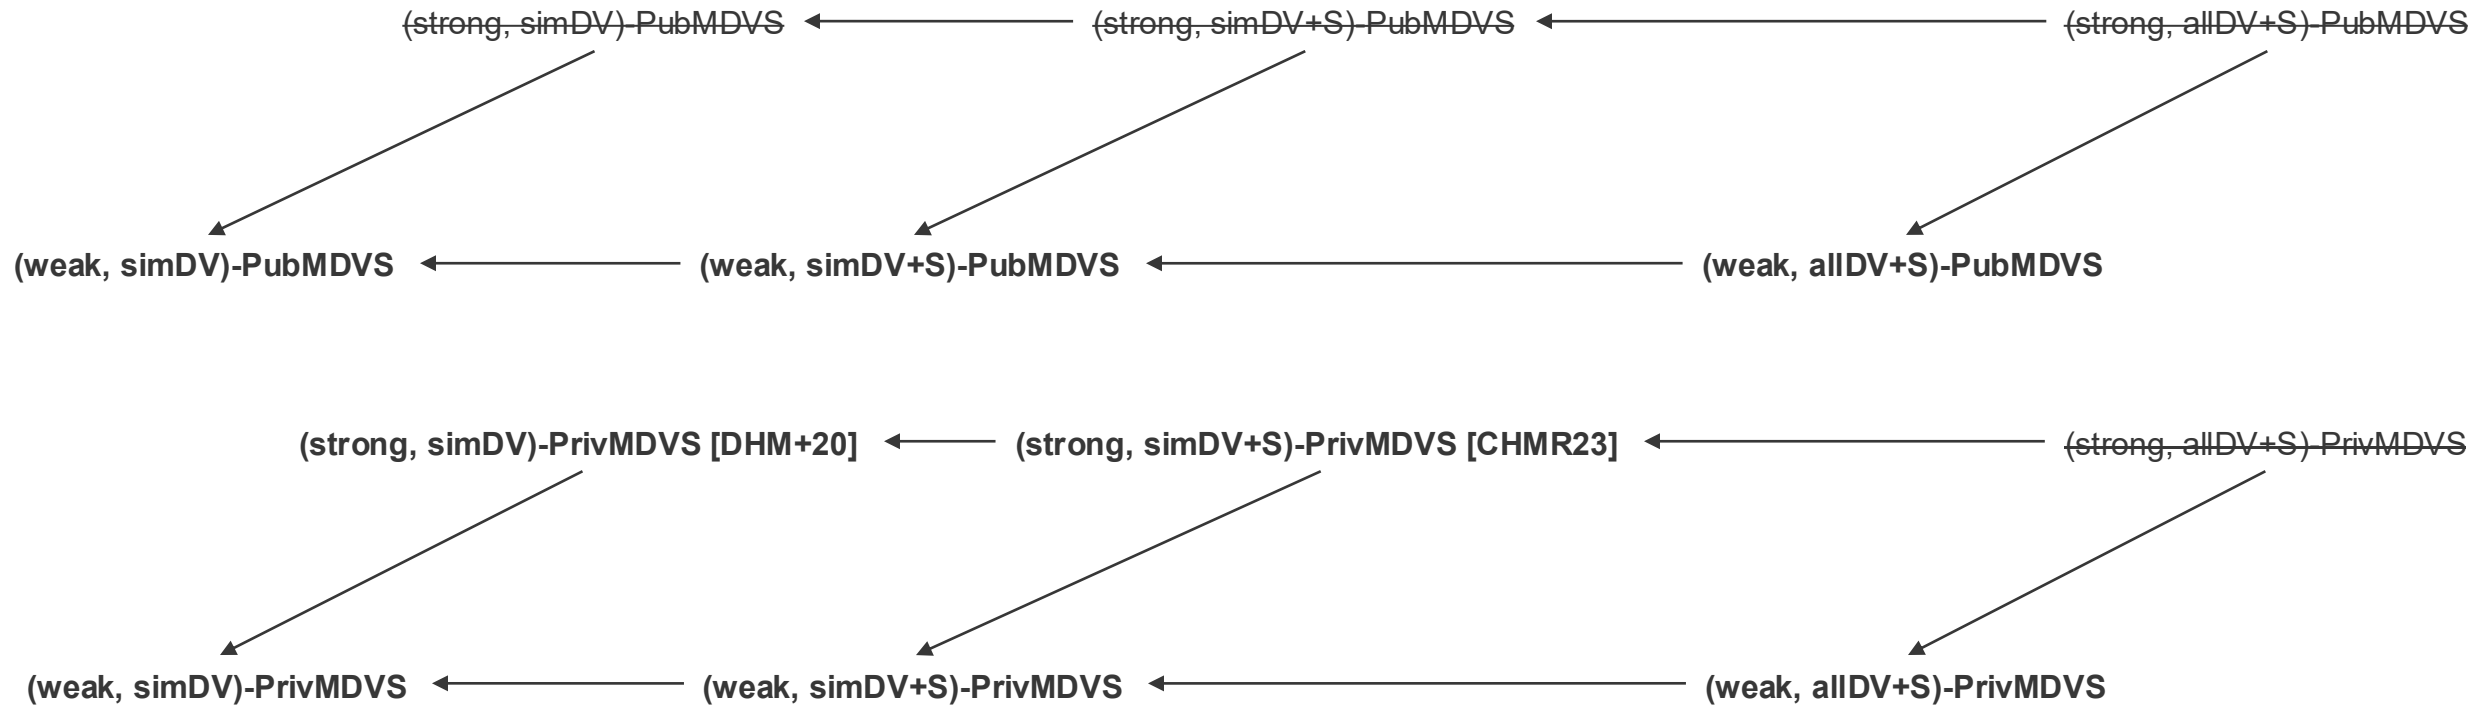 (strong, simDV)-PubMDVS
(strong, simDV+S)-PubMDVS
(strong, allDV+S)-PubMDVS
(weak, simDV)-PubMDVS
(weak, simDV+S)-PubMDVS
(weak, allDV+S)-PubMDVS
(strong, simDV)-PrivMDVS [DHM+20]
(strong, simDV+S)-PrivMDVS [CHMR23]
(strong, allDV+S)-PrivMDVS
(weak, simDV)-PrivMDVS
(weak, simDV+S)-PrivMDVS
(weak, allDV+S)-PrivMDVS